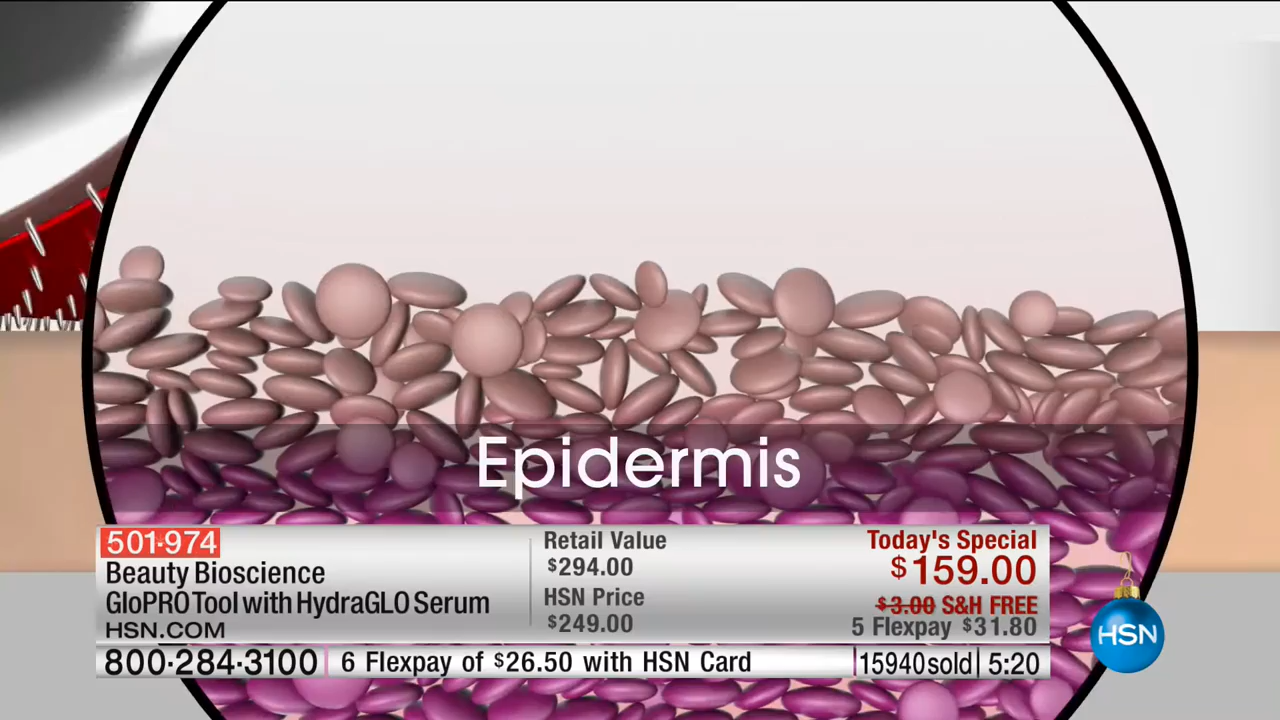 Epidermis
501-974
Beauty Bioscience
GloPRO Tool with HydraGLO Serum
HSN.COM
Retail Value
$294.00
HSN Price
$249.00
Today's Special
$159.00
$3.00 S&H FREE
5 Flexpay $31.80
HSN
800-284-3100 6 Flexpay of $26.50 with HSN Card 15940 sold 5:20